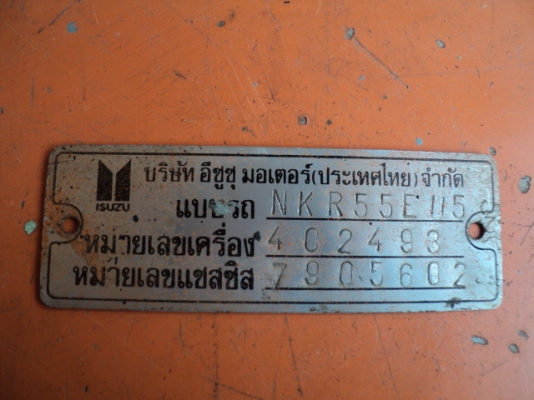 บริษัท อีซูซุ มอเตอร์(ประเทศไทย)จำกัด
ISUZU
แบบรถ NKR55E115
หมายเลขเครื่อง 402493
หมายเลขแชสซิส 7905602